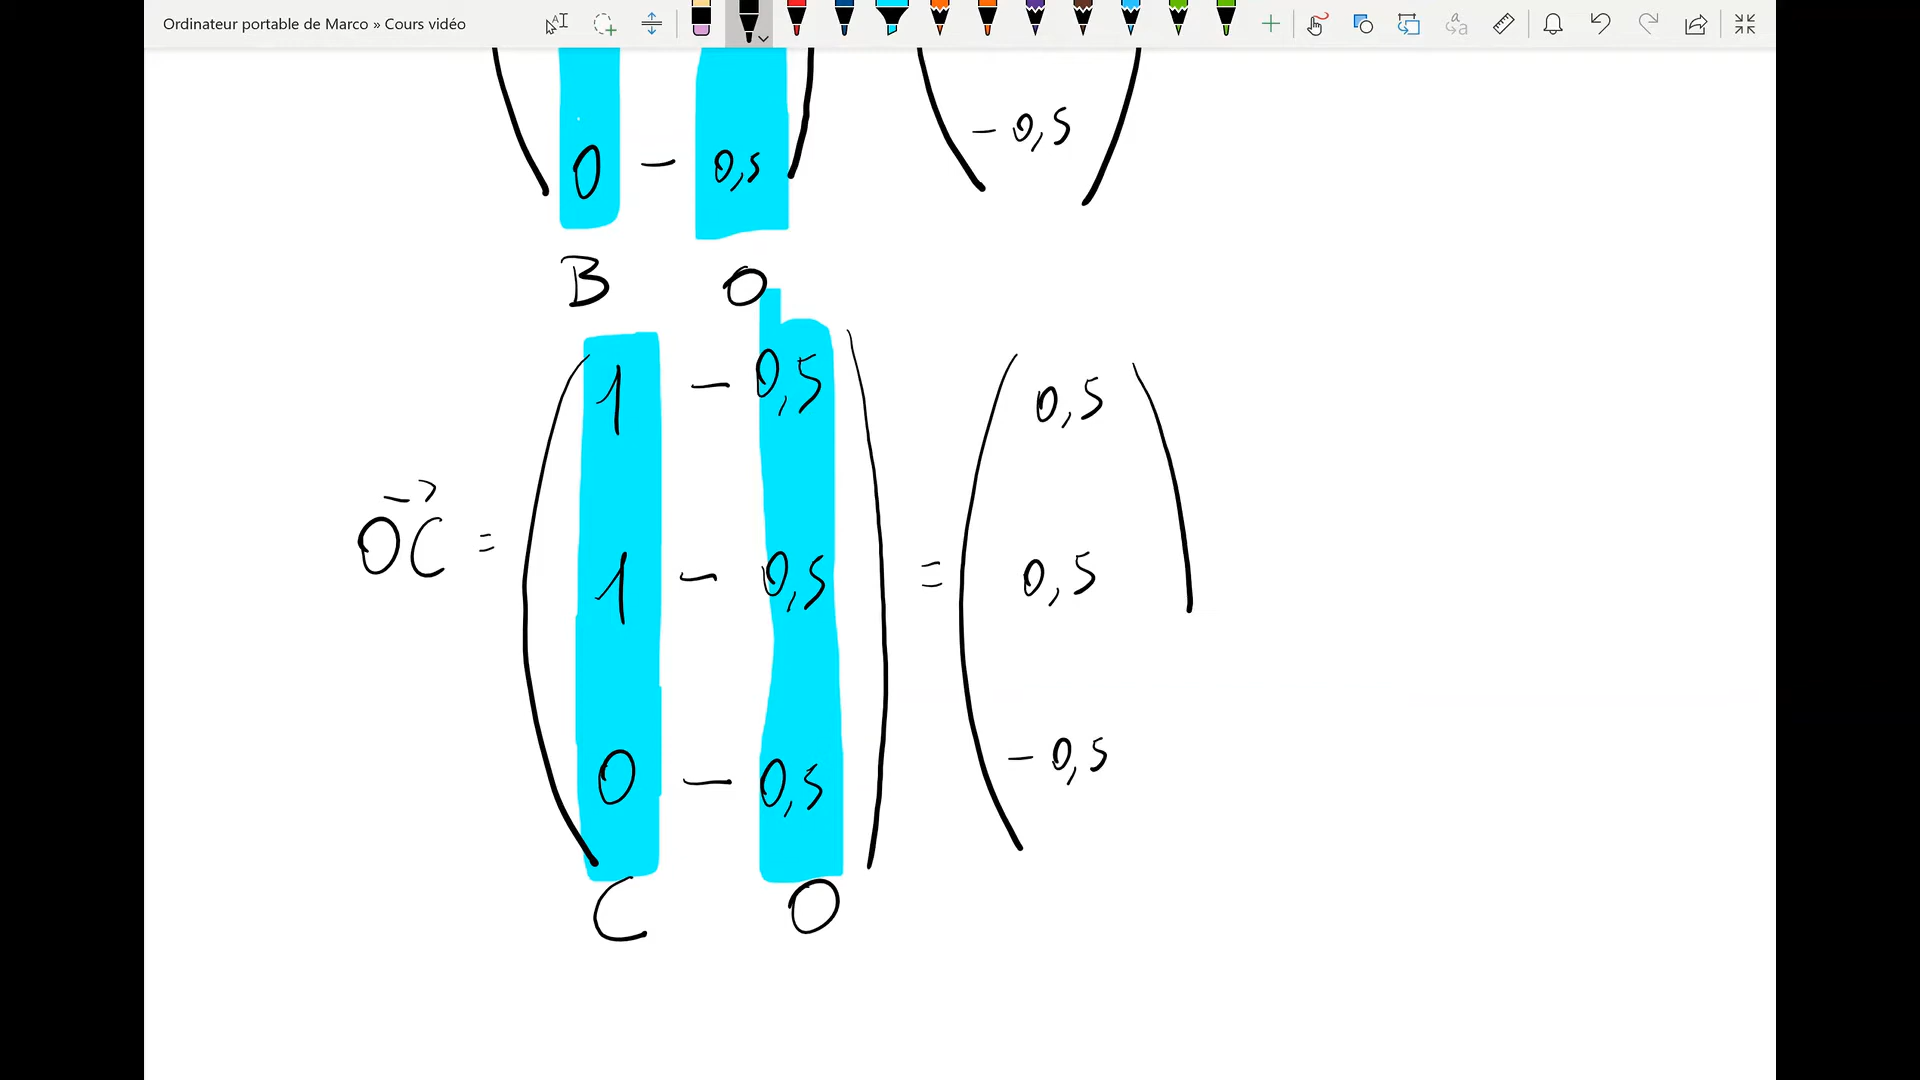 Ordinateur portable de Marco » Cours vidéo
- 0,5
0 - 0,5
B O
1 - 0,5 0,5
OC = 1 - 0,5 = 0,5
0 - 0,5 - 0,5
C O